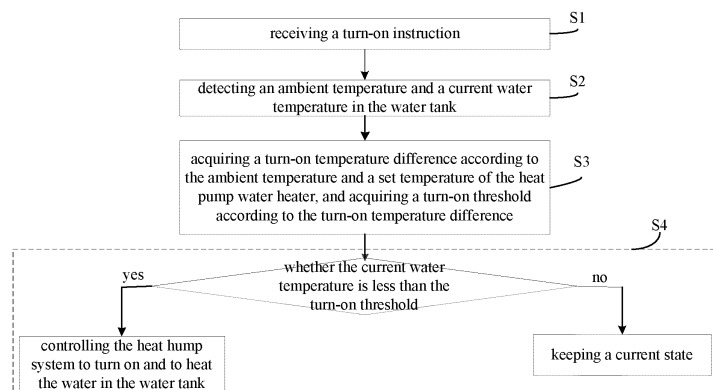 S1
receiving a turn-on instruction
S2
detecting an ambient temperature and a current water
temperature in the water tank
S3
acquiring a turn-on temperature difference according to
the ambient temperature and a set temperature of the heat
pump water heater, and acquiring a turn-on threshold
according to the turn-on temperature difference
S4
whether the current water
temperature is less than the
turn-on threshold
yes
no
controlling the heat hump
system to turn on and to heat
the water in the water tank
keeping a current state